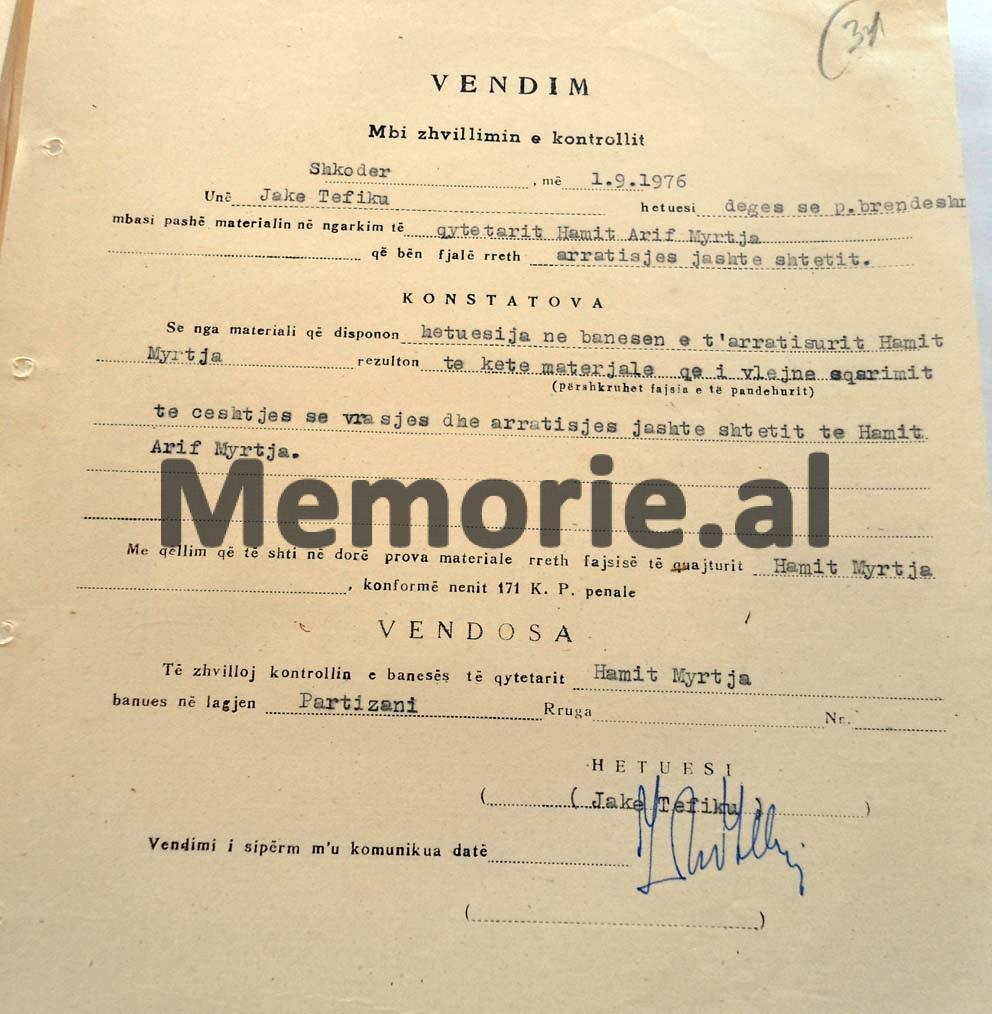 (31
VENDIM
Mbi zhvillimin e kontrollit
Shkoder, më 1.9.1976
Unë Jake Tefiku hetuesi deges se p.brendeshm
mbasi pashë materialin në ngarkim të qytetarit Hamit Arif Myrtja
që bën fjalë rreth arratisjes jashte shtetit.
KONSTATOVA
Se nga materiali që disponon hetuesija ne banesen e t'arratisurit Hamit
Myrtja rezulton te kete materjale qe i vlejne sqarimit
(përshkruhet fajsia e të pandehurit)
te ceshtjes se vrasjes dhe arratisjes jashte shtetit te Hamit
Arif Myrtja.
Memorie.al
Me qëllim që të shti në dorë prova materiale rreth fajsisë të quajturit Hamit Myrtja
, konformë nenit 171 K. P. penale
VENDOSA
Të zhvilloj kontrollin e banesës të qytetarit Hamit Myrtja
banues në lagjen Partizani Rruga Nr.
HETUESI
( ( Jake Tefiku ) )
Vendimi i sipërm m'u komunikua datë
( )